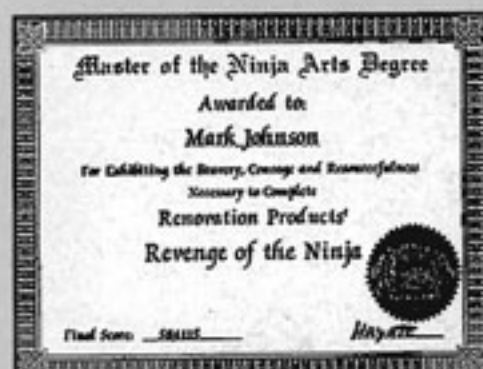 Master of the Ninja Arts Degree
Awarded to:
Mark Johnson
For Exhibiting the Bravery, Courage and Resourcefulness
Necessary to Complete
Renovation Products'
Revenge of the Ninja
Final Score:
Hayate